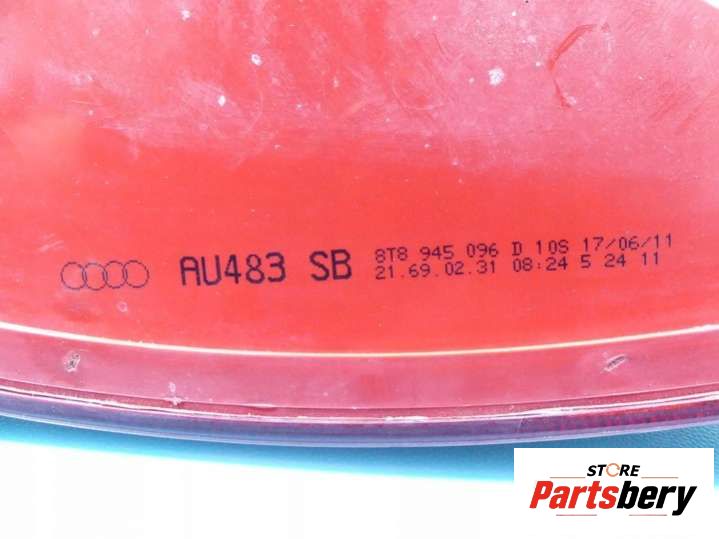 AU483 SB
8T8 945 096 D 10S 17/06/11
21.69.02.31 08:24 5 24 11
STORE
Partsbery